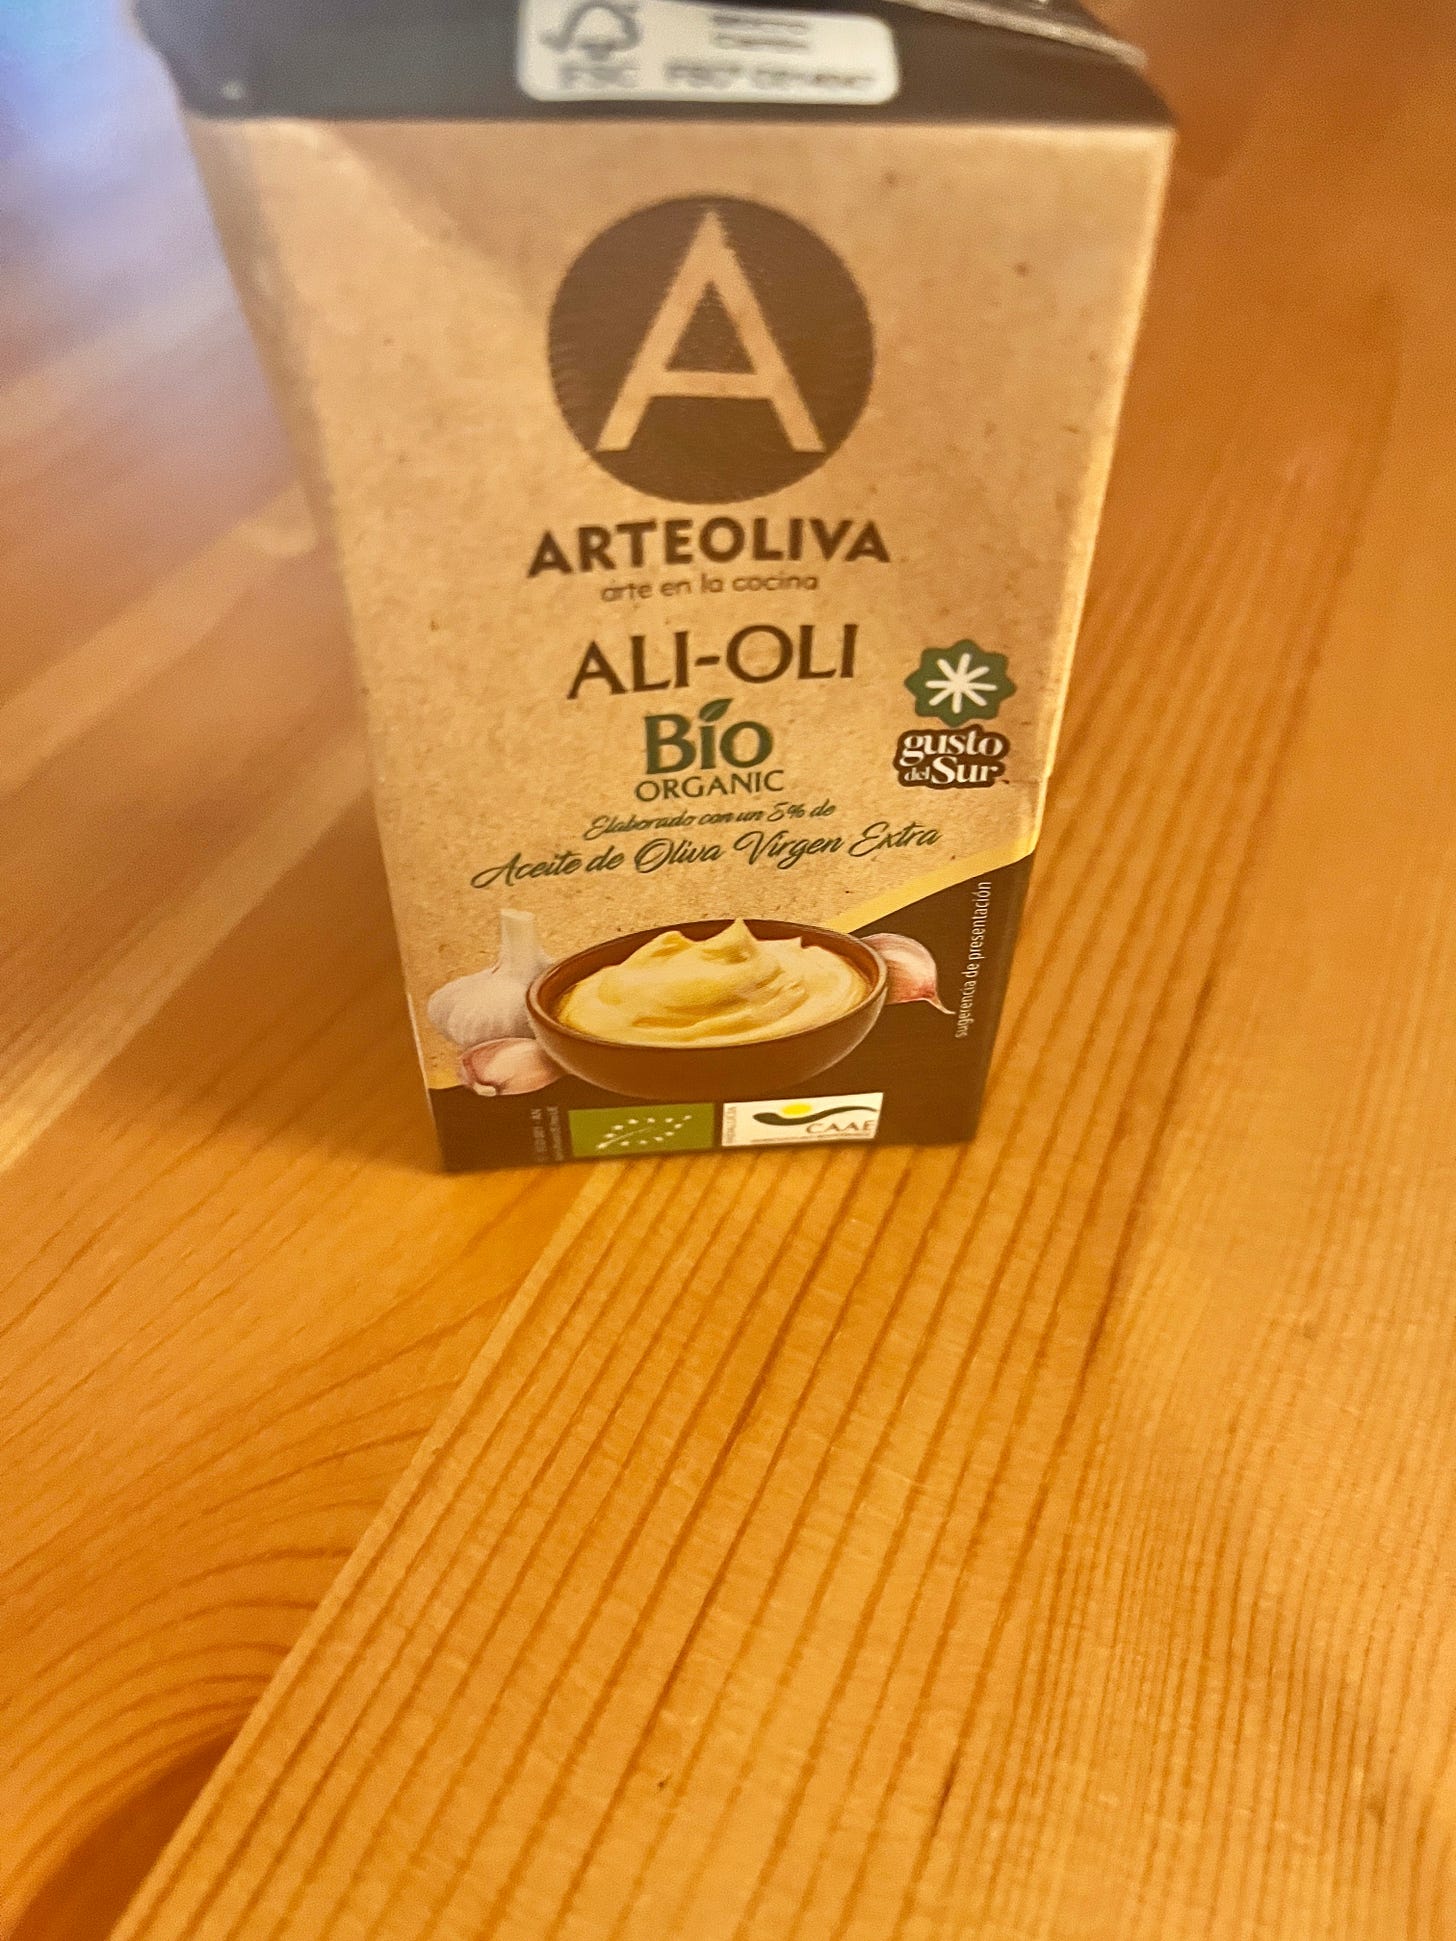 FSC
A
ARTEOLIVA
arte en la cocina
ALI-OLI
Bio
ORGANIC
gusto
del Sur
Elaborado con un 5% de
Aceite de Oliva Virgen Extra
sugerencia de presentación
CAAE